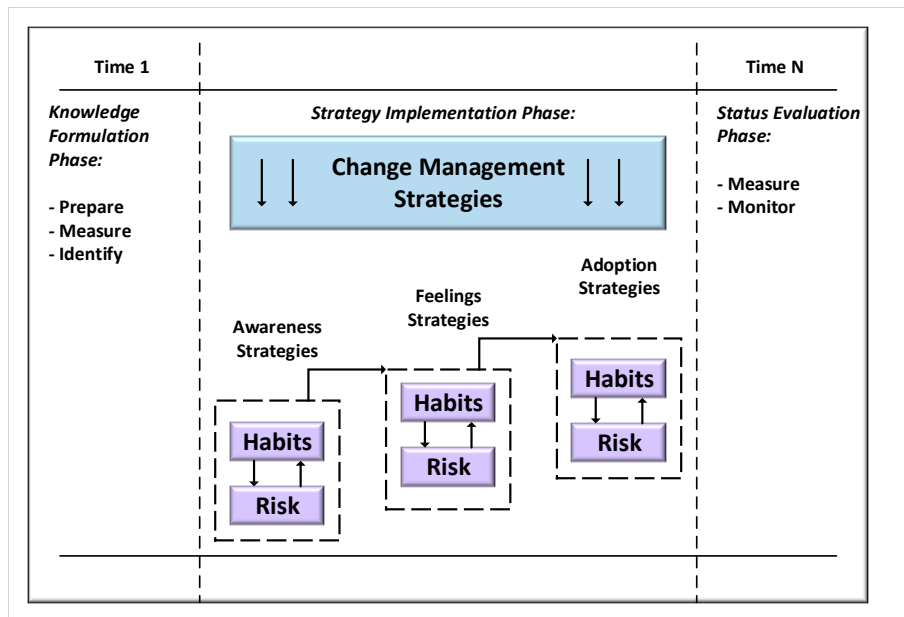 Time 1
Time N
Knowledge
Formulation
Phase:
- Prepare
- Measure
- Identify
Strategy Implementation Phase:
Change Management
Strategies
Status Evaluation
Phase:
- Measure
- Monitor
Awareness
Strategies
Habits
Risk
Feelings
Strategies
Habits
Risk
Adoption
Strategies
Habits
Risk